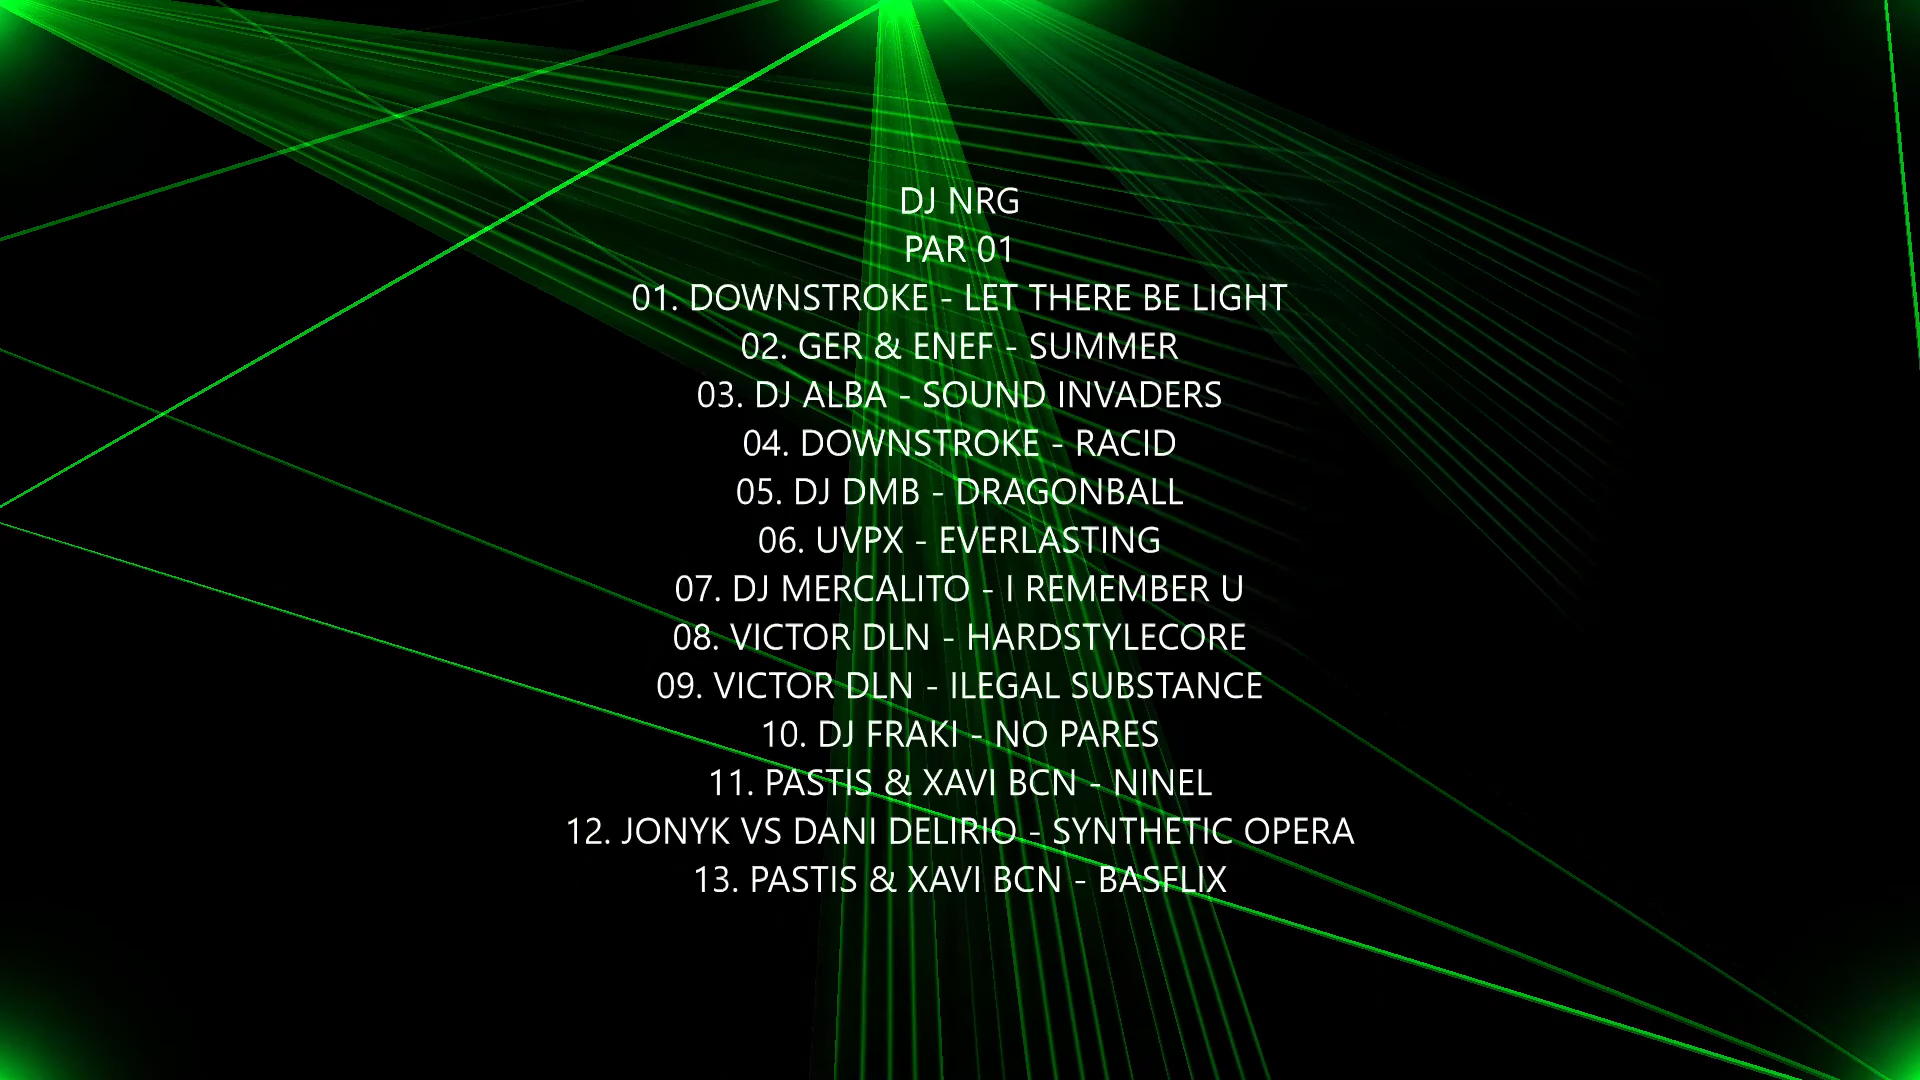 DJ NRG
PAR 01
01. DOWNSTROKE - LET THERE BE LIGHT
02. GER & ENEF - SUMMER
03. DJ ALBA - SOUND INVADERS
04. DOWNSTROKE - RACID
05. DJ DMB - DRAGONBALL
06. UVPX - EVERLASTING
07. DJ MERCALITO - I REMEMBER U
08. VICTOR DLN - HARDSTYLECORE
09. VICTOR DLN - ILEGAL SUBSTANCE
10. DJ FRAKI - NO PARES
11. PASTIS & XAVI BCN - NINEL
12. JONYK VS DANI DELIRIO - SYNTHETIC OPERA
13. PASTIS & XAVI BCN - BASFLIX